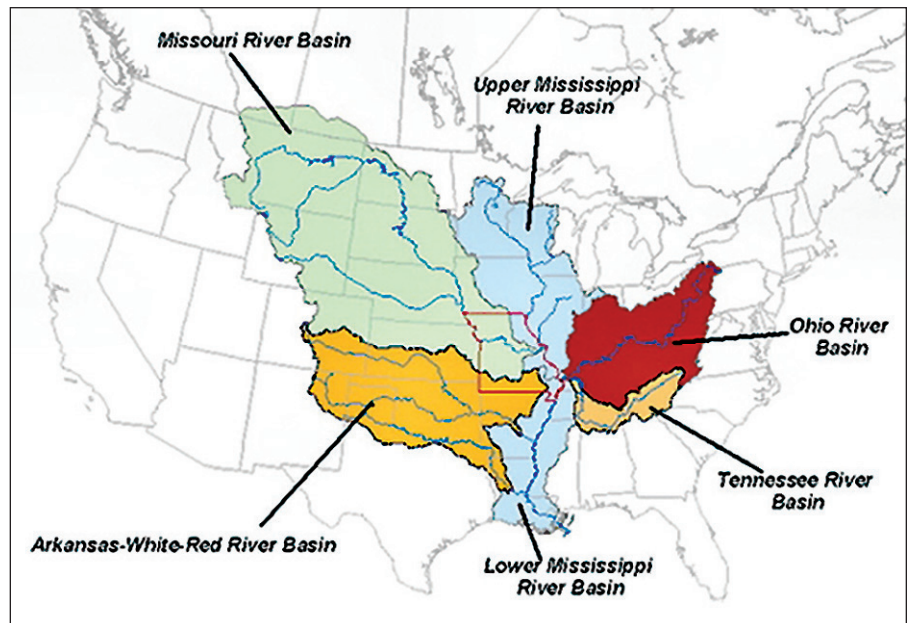 Missouri River Basin
Upper Mississippi
River Basin
Ohio River
Basin
Tennessee River
Basin
Arkansas-White-Red River Basin
Lower Mississippi
River Basin